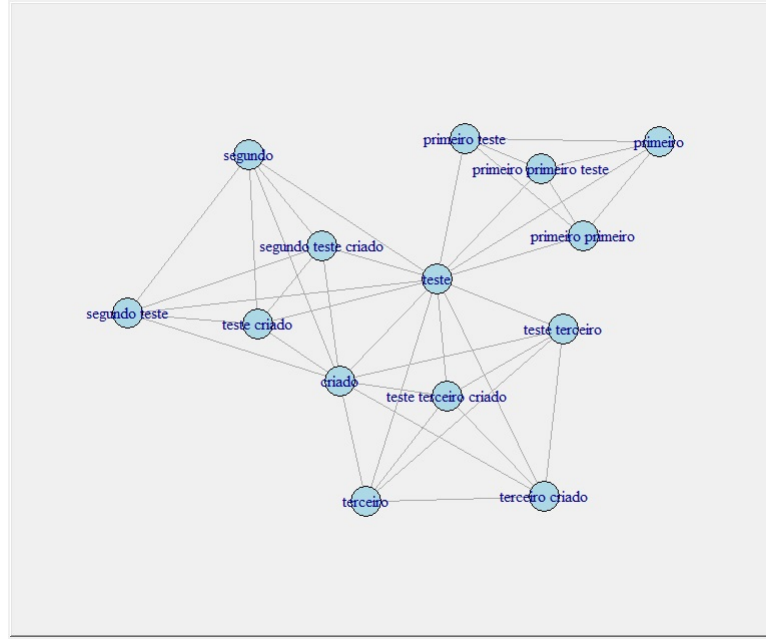 primeiro teste
primeiro
segundo
primeiro primeiro teste
primeiro primeiro
segundo teste criado
teste
segundo teste
teste criado
teste terceiro
criado
teste terceiro criado
terceiro
terceiro criado